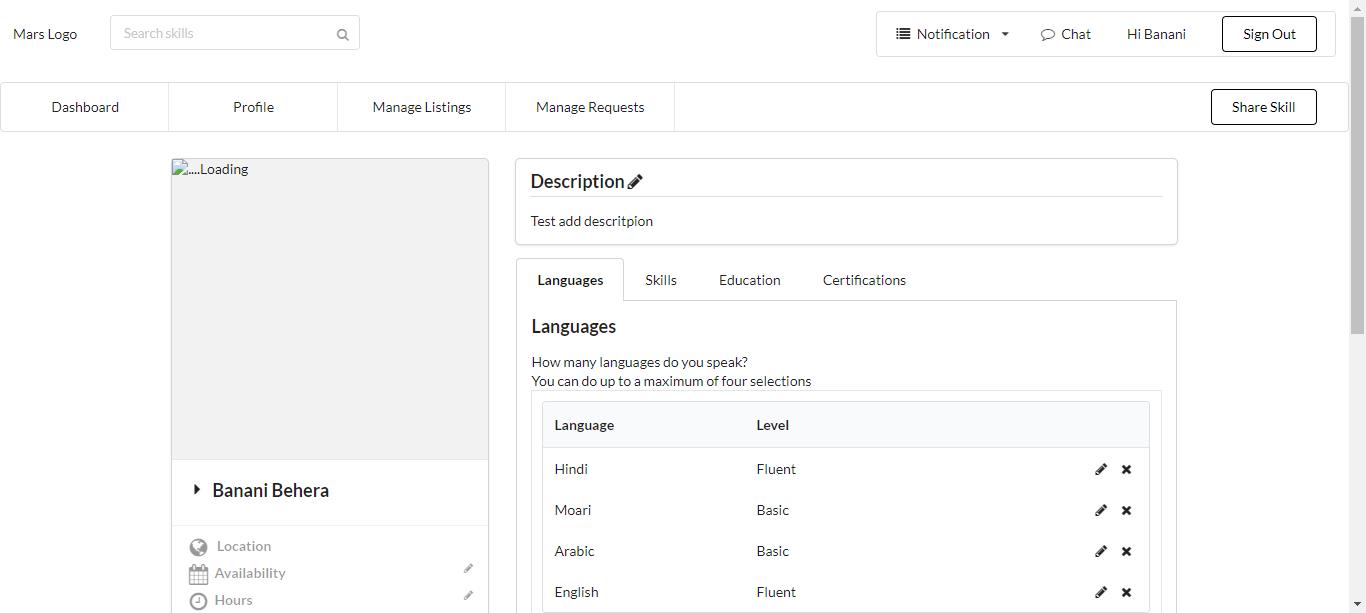 Mars Logo
Search skills
Notification
Chat
Hi Banani
Sign Out
Dashboard
Profile
Manage Listings
Manage Requests
Share Skill
....Loading
Banani Behera
Location
Availability
Hours
Description
Test add descritpion
Languages
Skills
Education
Certifications
Languages
How many languages do you speak?
You can do up to a maximum of four selections
Language Level
Hindi Fluent
Moari Basic
Arabic Basic
English Fluent